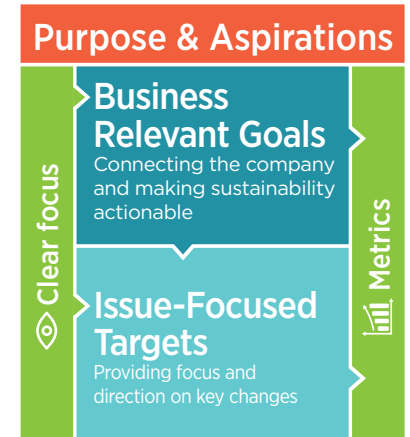 Purpose & Aspirations
Clear focus
Business
Relevant Goals
Connecting the company
and making sustainability
actionable
Issue-Focused
Targets
Providing focus and
direction on key changes
Metrics